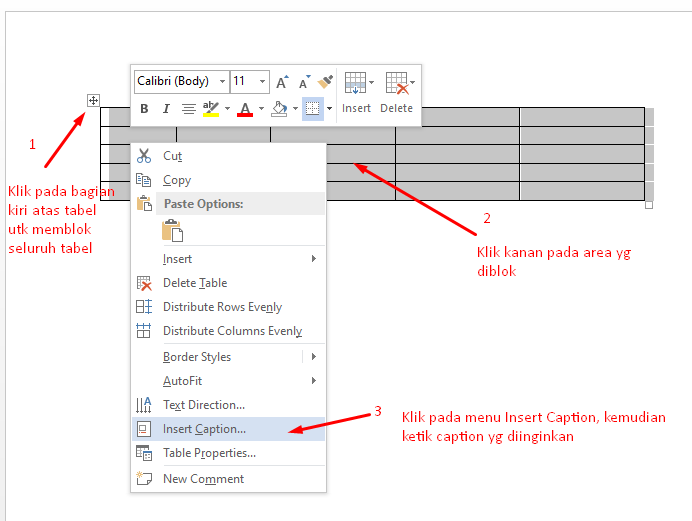 Calibri (Body) 11 A A
B I ab A Insert Delete
1
Klik pada bagian
kiri atas tabel
utk memblok
seluruh tabel
Cut
Copy
Paste Options:
Insert
Delete Table
Distribute Rows Evenly
Distribute Columns Evenly
Border Styles
AutoFit
Text Direction...
Insert Caption...
Table Properties...
New Comment
2
Klik kanan pada area yg
diblok
3
Klik pada menu Insert Caption, kemudian
ketik caption yg diinginkan